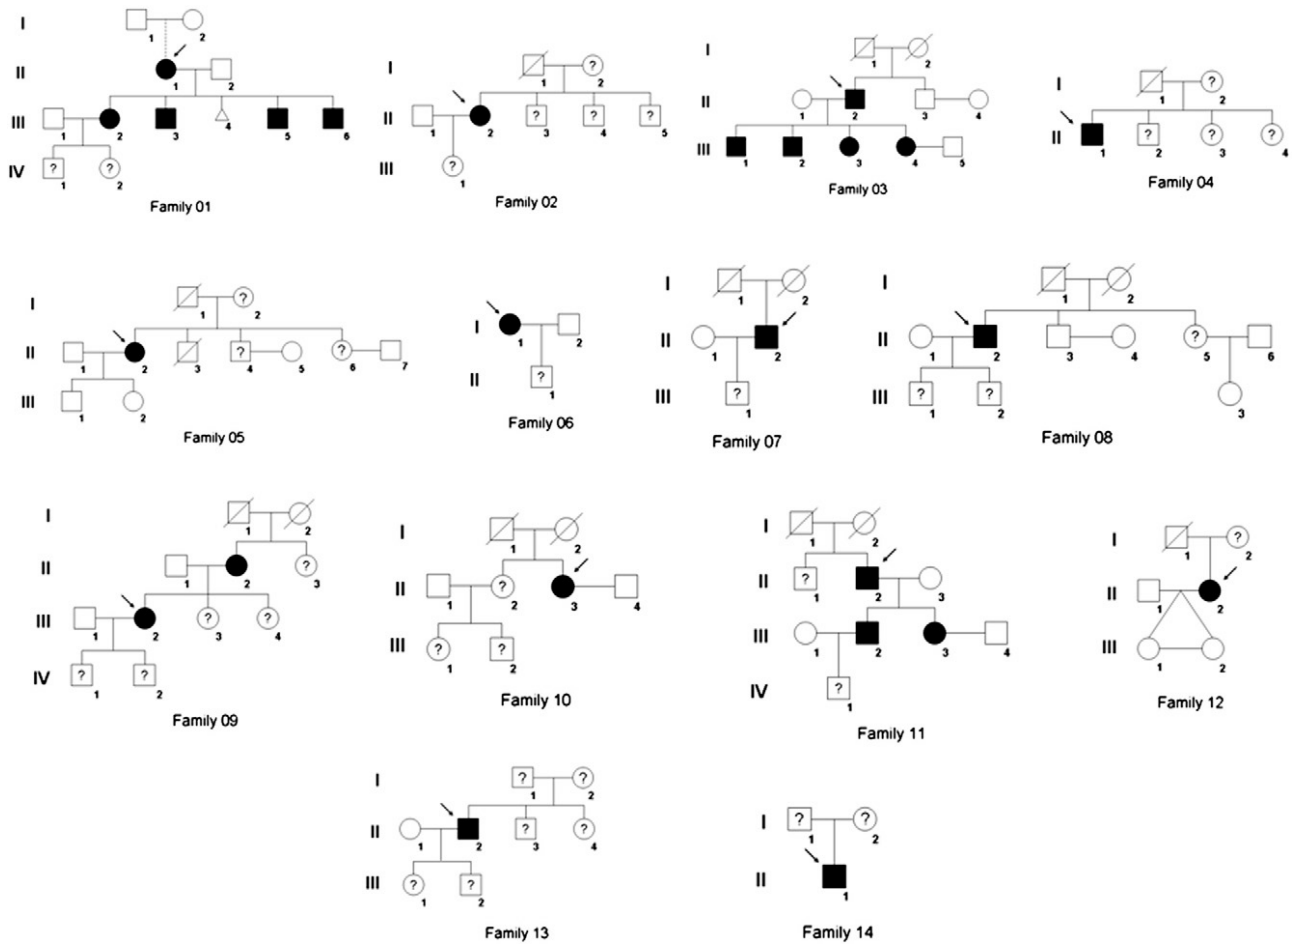 I
1 2
II
1 2
III
1 2 3 4 5 6
IV ? ?
1 2
Family 01
I ?
1 2
II ? ? ?
1 2 3 4 5
III ?
1
Family 02
I
1 2
II
1 2 3 4
III
1 2 3 4 5
Family 03
I ?
1 2
II ? ? ?
1 2 3 4
Family 04
I ?
1 2
II ? ?
1 2 3 4 5 6 7
III
1 2
Family 05
I
1 2
II ?
1
Family 06
I
1 2
II
1 2
III ?
1
Family 07
I
1 2
II ?
1 2 3 4 5 6
III ? ?
1 2 3
Family 08
I
1 2
II ?
1 2 3
III ? ?
1 2 3 4
IV ? ?
1 2
Family 09
I
1 2
II ?
1 2 3 4
III ? ?
1 2
Family 10
I
1 2
II ?
1 2 3
III
1 2 3 4
IV ?
1
Family 11
I ?
1 2
II
1 2
III
1 2
Family 12
I ? ?
1 2
II ? ?
1 2 3 4
III ? ?
1 2
Family 13
I ? ?
1 2
II
1
Family 14